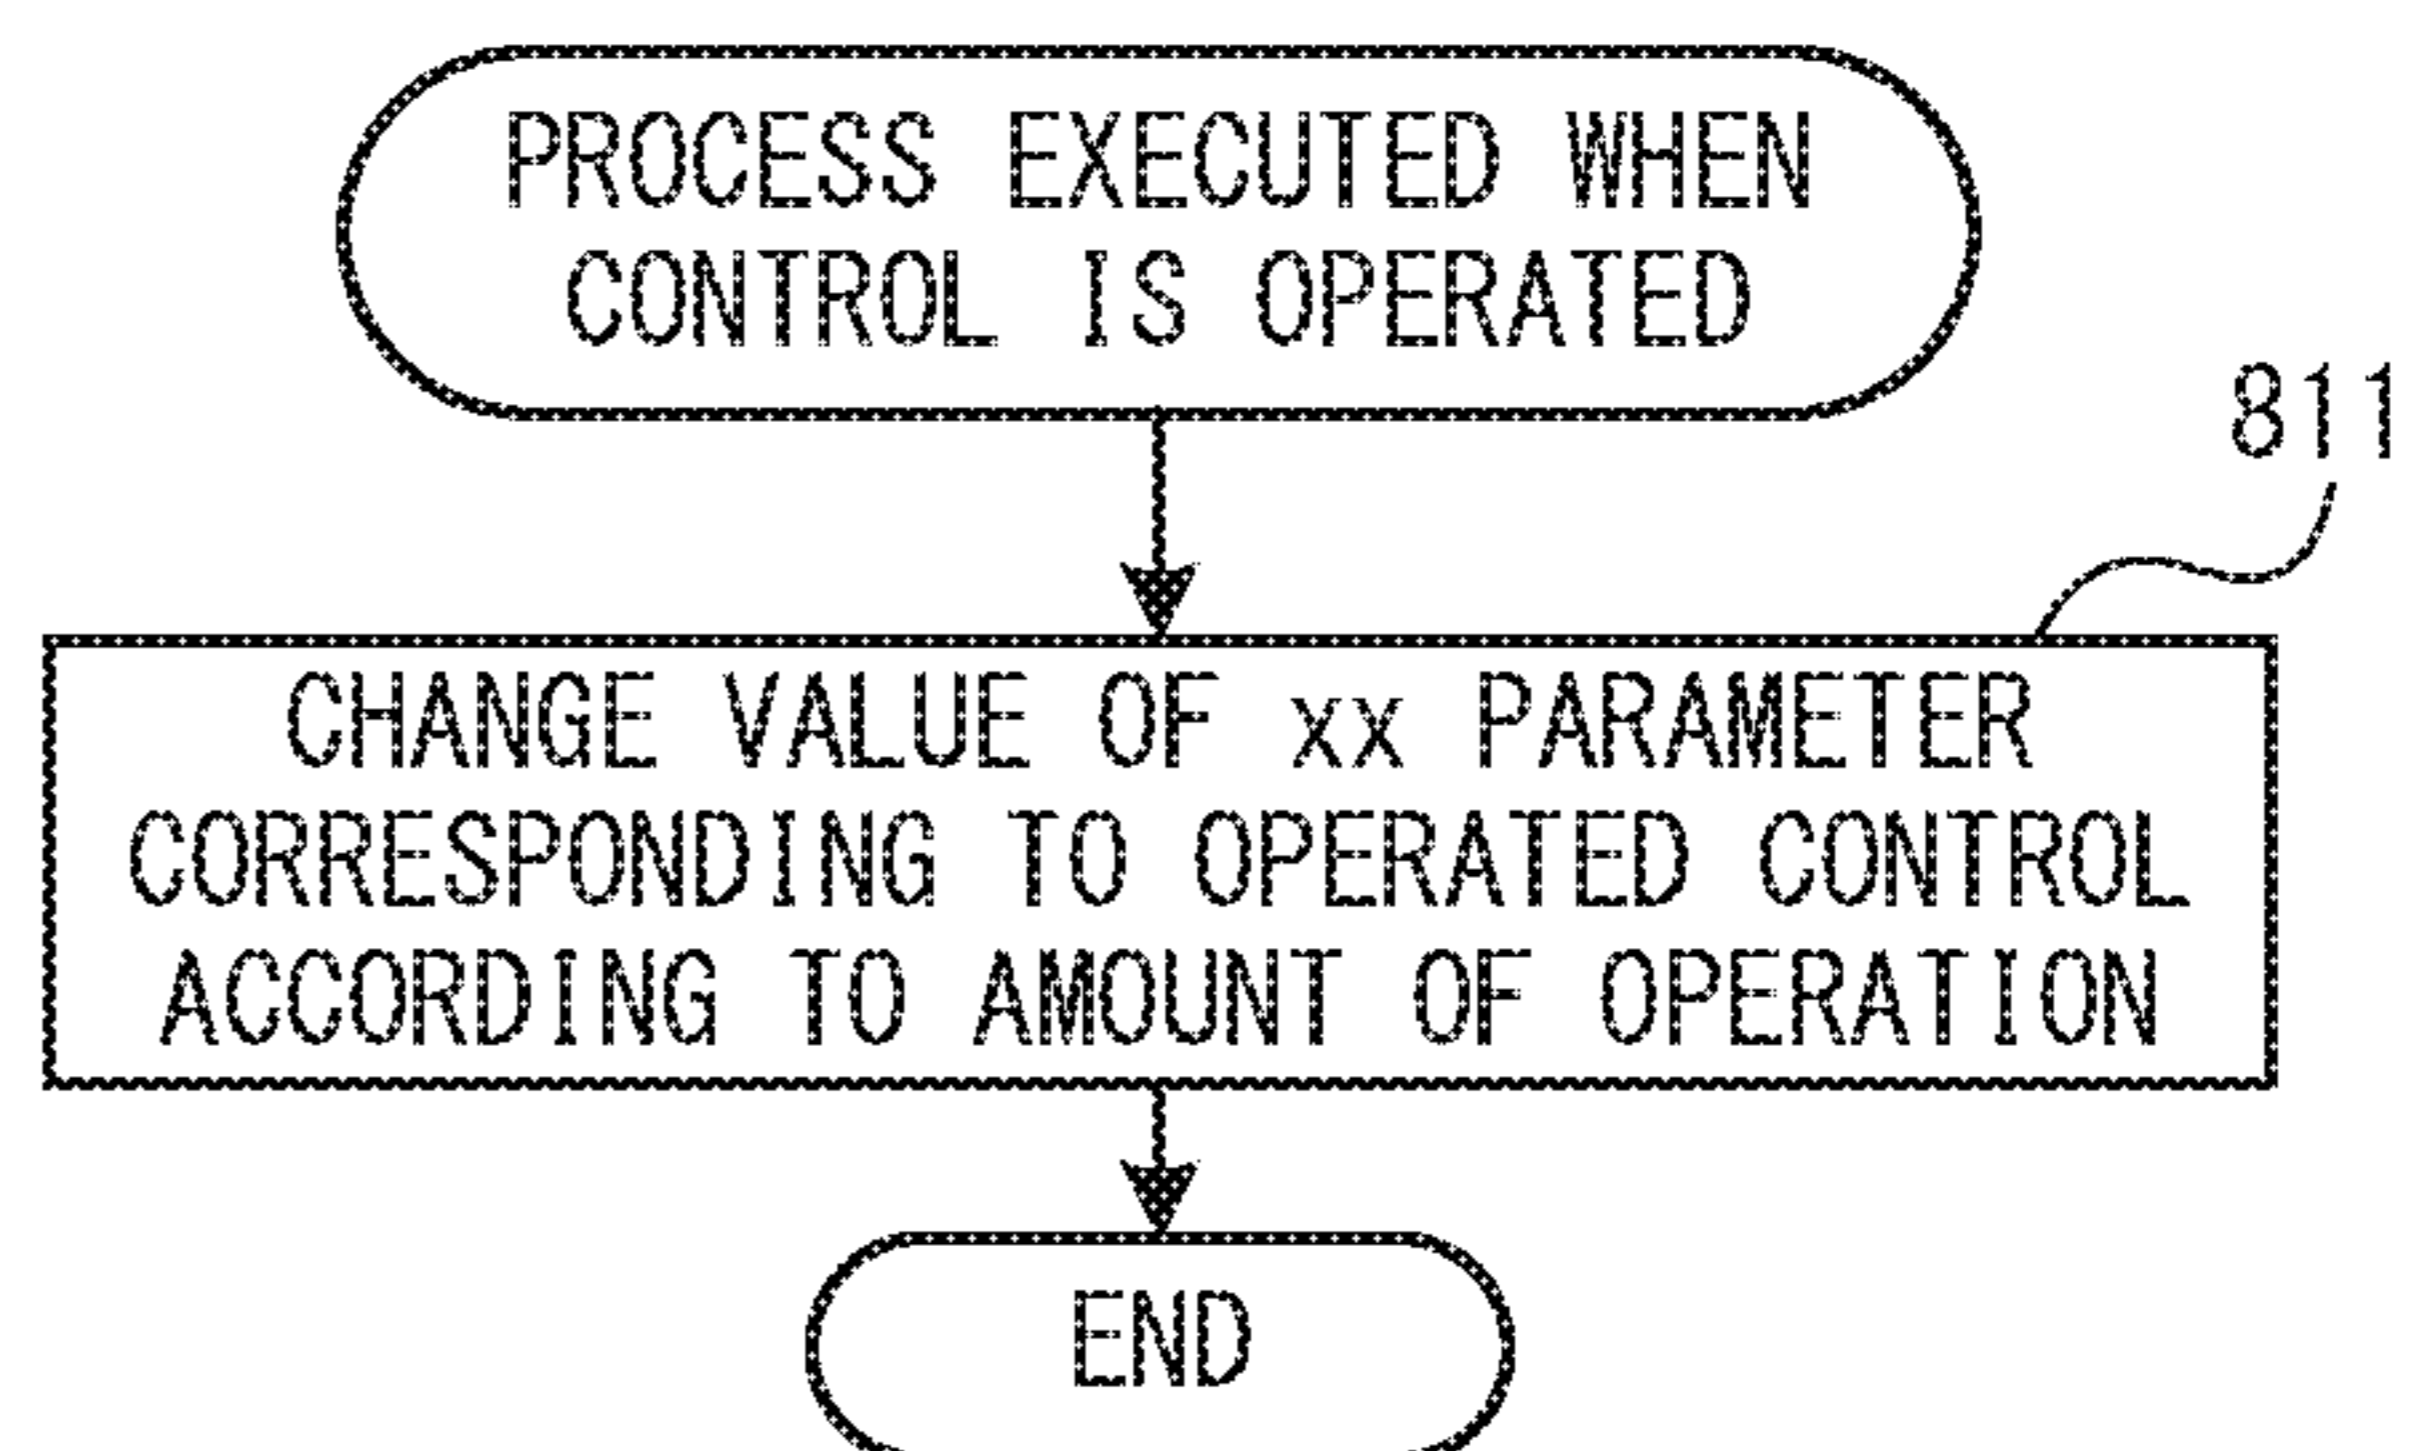 PROCESS EXECUTED WHEN
CONTROL IS OPERATED
811
CHANGE VALUE OF xx PARAMETER
CORRESPONDING TO OPERATED CONTROL
ACCORDING TO AMOUNT OF OPERATION
END